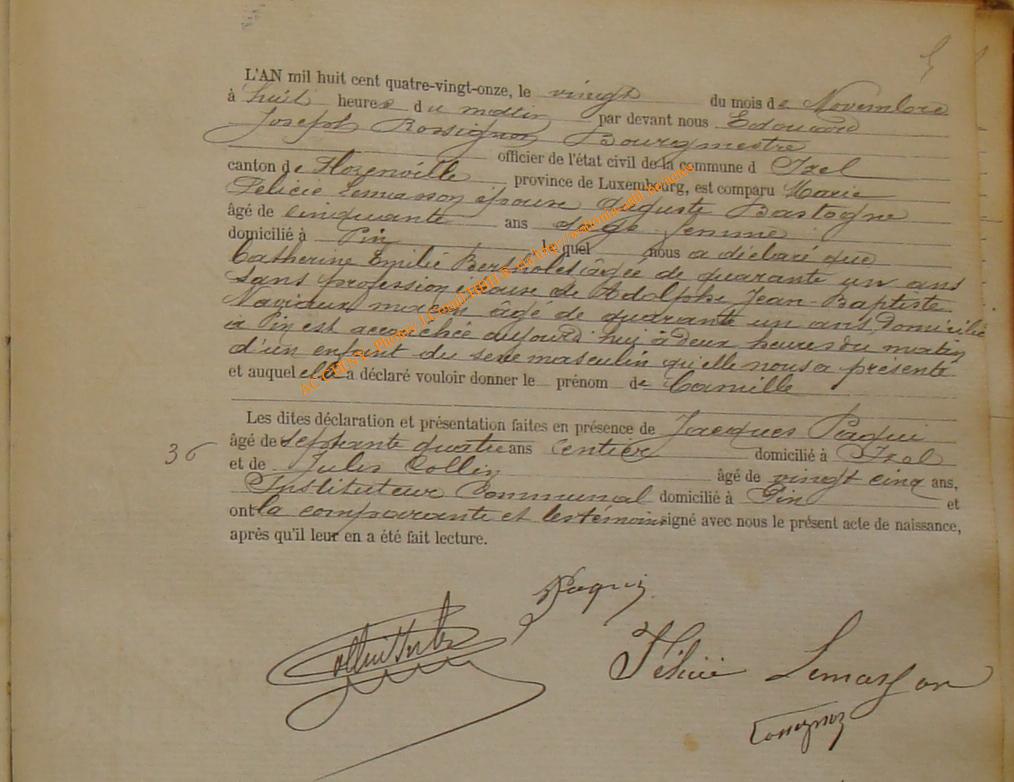 L'AN mil huit cent quatre-vingt-onze, le vingt du mois de Novembre
à huit heures du matin par devant nous Edouard
Joseph Rossignon Bourgmestre
officier de l'état civil de la commune d Izel
canton de Florenville province de Luxembourg, est comparu Marie
Félicie Lemasson épouse Auguste Bastogne
âgé de cinquante ans femme
domicilié à Pin la quel nous a déclaré que
Catherine Emilie âgée de quarante un ans
sans profession épouse de Adolphe Jean-Baptiste
maçon âgé de quarante un ans domicilié
à Pin est accouchée aujourd'hui à deux heures du matin
d'un enfant du sexe masculin qu'elle nous a présenté
et auquel elle a déclaré vouloir donner le prénom de Camille
Les dites déclaration et présentation faites en présence de Jacques Paqui
36
âgé de septante quatre ans rentier domicilié à Izel
et de Jules Collin âgé de vingt cinq ans,
Instituteur Communal domicilié à Pin et
ont la comparante et les témoins signé avec nous le présent acte de naissance,
après qu'il leur en a été fait lecture.
Paquy
Félicie Lemasson